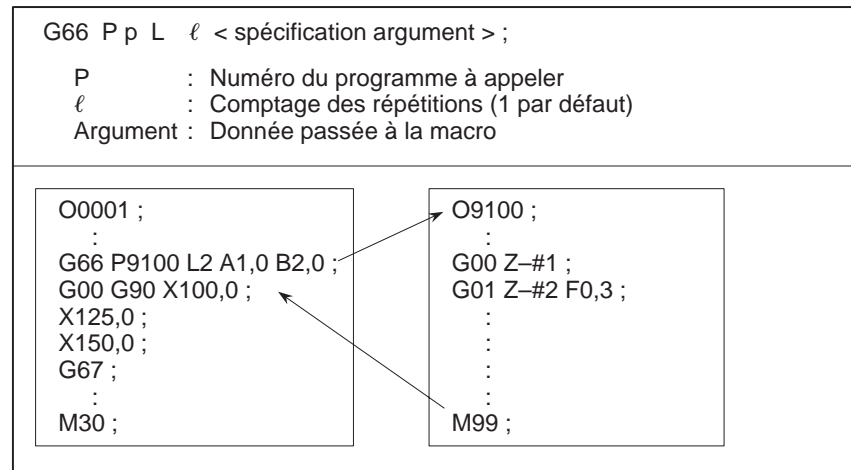 G66 P p L ℓ < spécification argument > ;
P : Numéro du programme à appeler
ℓ : Comptage des répétitions (1 par défaut)
Argument : Donnée passée à la macro
O0001 ;
:
G66 P9100 L2 A1,0 B2,0 ;
G00 G90 X100,0 ;
X125,0 ;
X150,0 ;
G67 ;
:
M30 ;
O9100 ;
:
G00 Z–#1 ;
G01 Z–#2 F0,3 ;
:
:
:
:
M99 ;